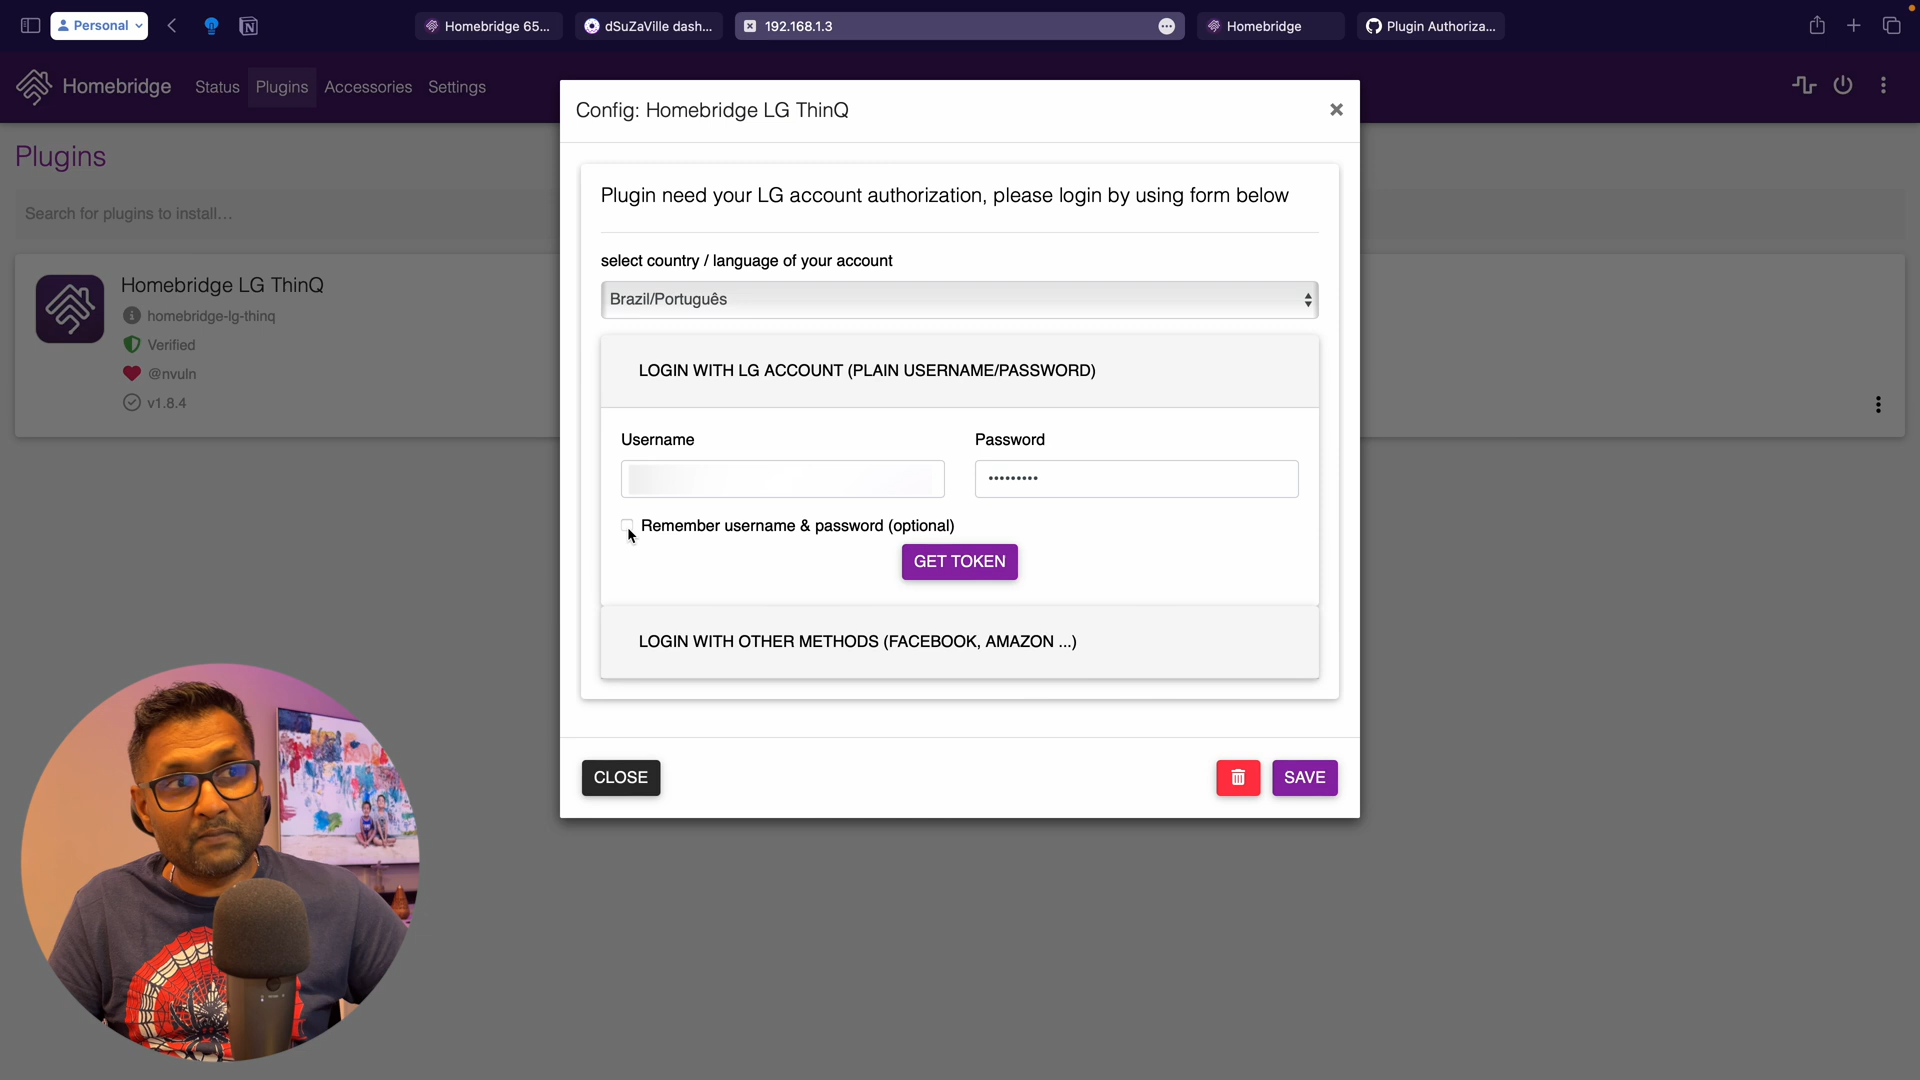 Personal
Homebridge 65...
dSuZaVille dash...
192.168.1.3
Homebridge
Plugin Authoriza...
Homebridge
Status
Plugins
Accessories
Settings
Plugins
Search for plugins to install...
Homebridge LG ThinQ
homebridge-lg-thinq
Verified
@nvuln
v1.8.4
Config: Homebridge LG ThinQ
Plugin need your LG account authorization, please login by using form below
select country / language of your account
Brazil/Português
LOGIN WITH LG ACCOUNT (PLAIN USERNAME/PASSWORD)
Username
Password
•••••••••
Remember username & password (optional)
GET TOKEN
LOGIN WITH OTHER METHODS (FACEBOOK, AMAZON ...)
CLOSE
SAVE